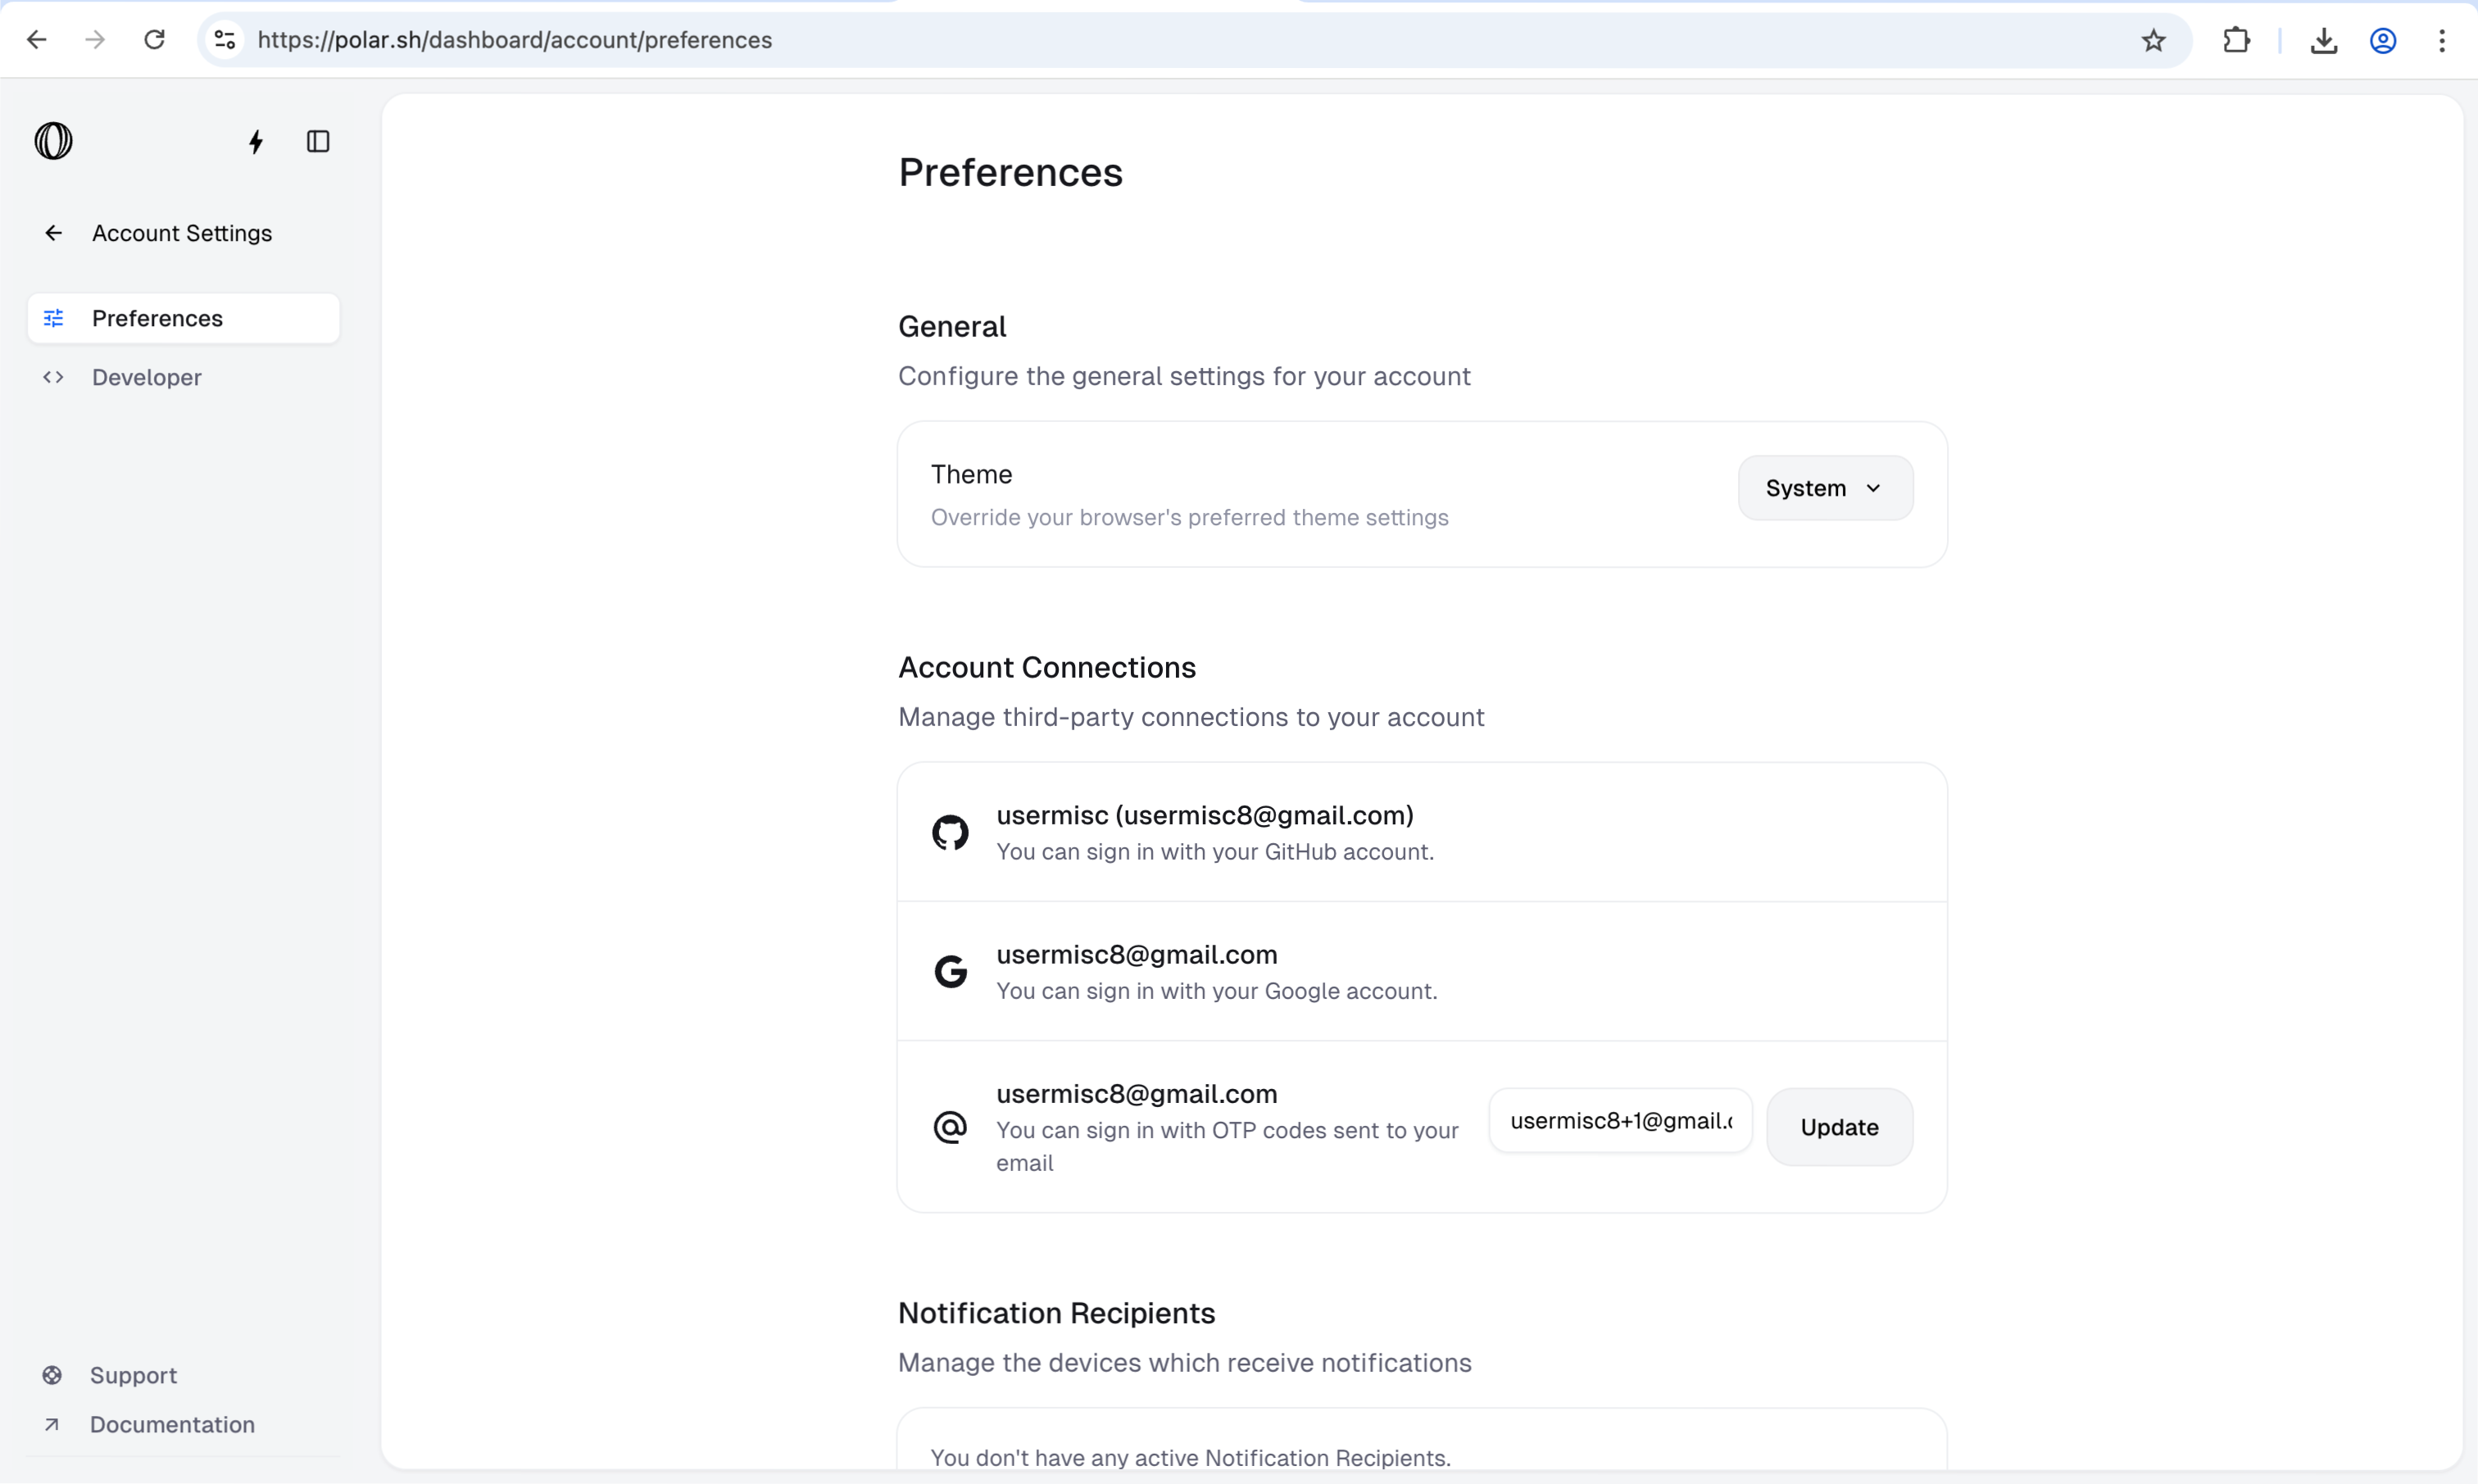 https://polar.sh/dashboard/account/preferences
Account Settings
Preferences
Developer
Support
Documentation
Preferences
General
Configure the general settings for your account
Theme
Override your browser's preferred theme settings
System
Account Connections
Manage third-party connections to your account
usermisc (usermisc8@gmail.com)
You can sign in with your GitHub account.
usermisc8@gmail.com
You can sign in with your Google account.
usermisc8@gmail.com
You can sign in with OTP codes sent to your
email
usermisc8+1@gmail.c
Update
Notification Recipients
Manage the devices which receive notifications
You don't have any active Notification Recipients.